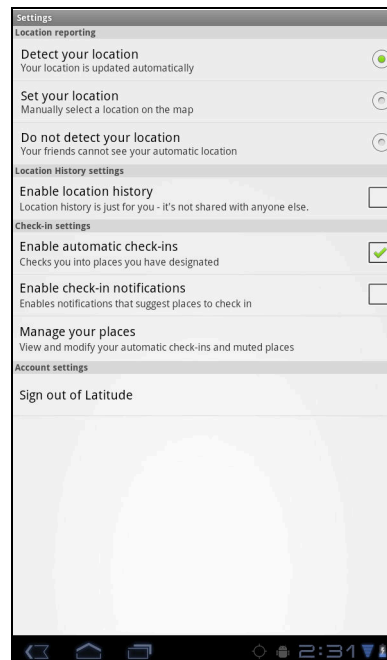 Settings
Location reporting
Detect your location
Your location is updated automatically
Set your location
Manually select a location on the map
Do not detect your location
Your friends cannot see your automatic location
Location History settings
Enable location history
Location history is just for you - it's not shared with anyone else.
Check-in settings
Enable automatic check-ins
Checks you into places you have designated
Enable check-in notifications
Enables notifications that suggest places to check in
Manage your places
View and modify your automatic check-ins and muted places
Account settings
Sign out of Latitude
2:31